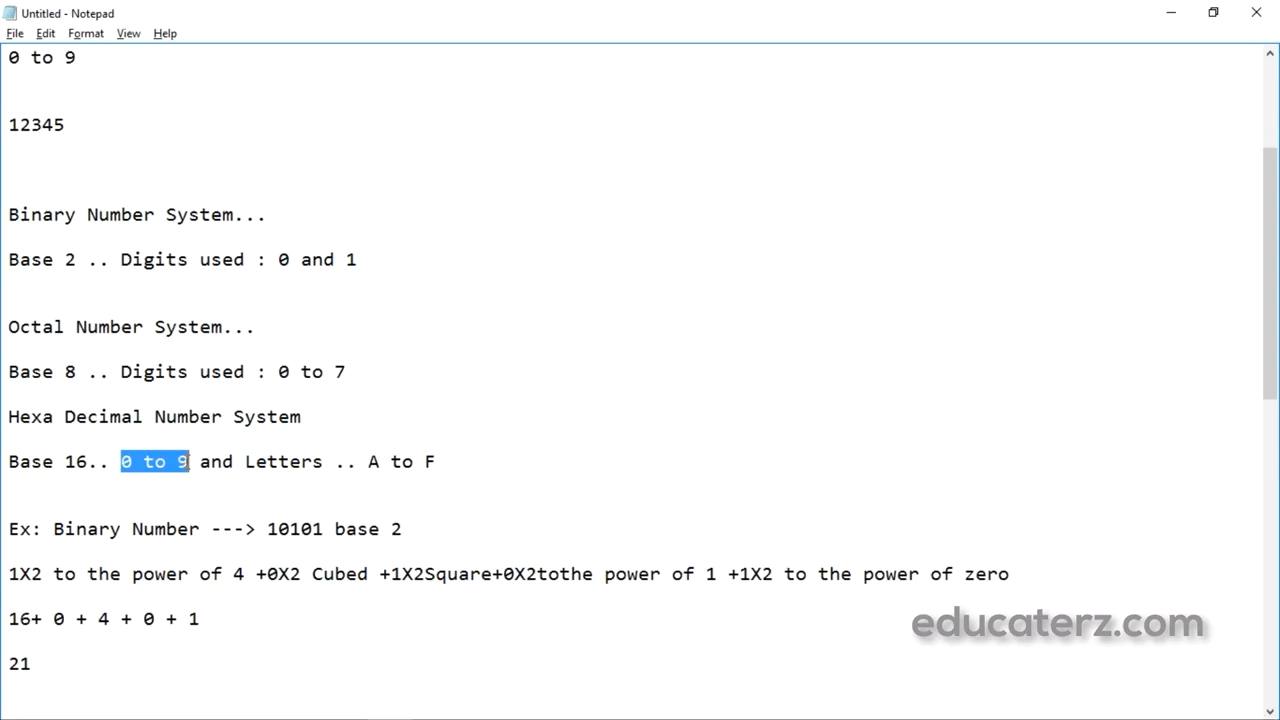 Untitled - Notepad
File Edit Format View Help
0 to 9
12345
Binary Number System...
Base 2 .. Digits used : 0 and 1
Octal Number System...
Base 8 .. Digits used : 0 to 7
Hexa Decimal Number System
Base 16.. 0 to 9 and Letters .. A to F
Ex: Binary Number ---> 10101 base 2
1X2 to the power of 4 +0X2 Cubed +1X2Square+0X2tothe power of 1 +1X2 to the power of zero
16+ 0 + 4 + 0 + 1
21
educaterz.com